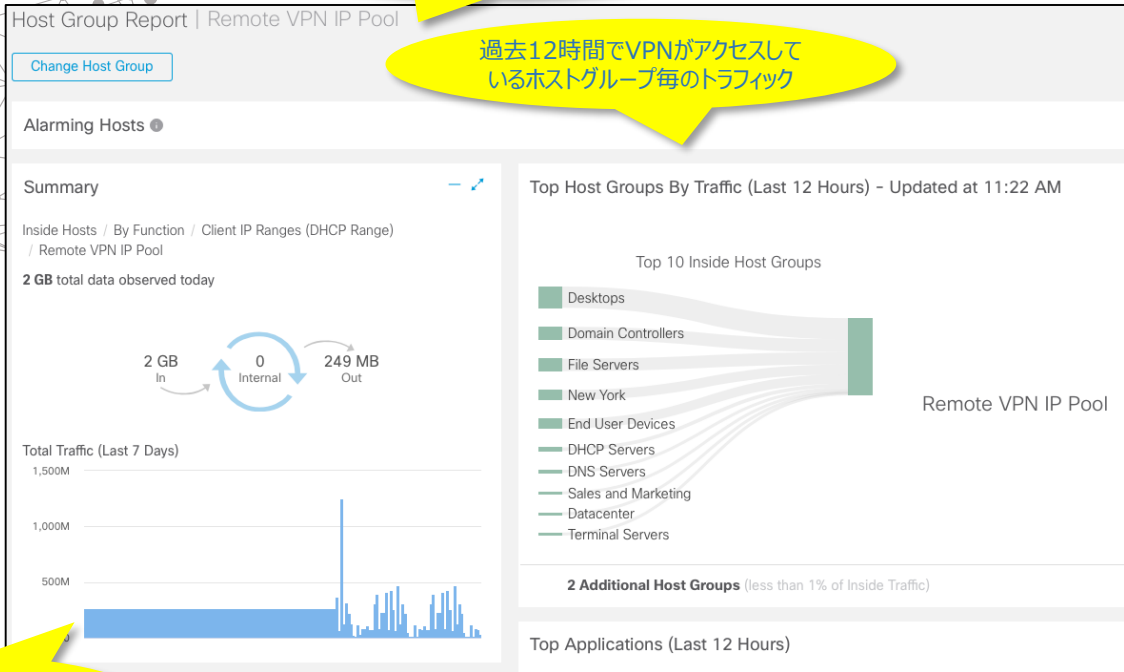 Host Group Report | Remote VPN IP Pool
過去12時間でVPNがアクセスして
いるホストグループ毎のトラフィック
Change Host Group
Alarming Hosts
Summary
Inside Hosts / By Function / Client IP Ranges (DHCP Range)
/ Remote VPN IP Pool
2 GB total data observed today
2 GB
In
0
Internal
249 MB
Out
Total Traffic (Last 7 Days)
1,500M
1,000M
500M
0
Top Host Groups By Traffic (Last 12 Hours) - Updated at 11:22 AM
Top 10 Inside Host Groups
Desktops
Domain Controllers
File Servers
New York
End User Devices
DHCP Servers
DNS Servers
Sales and Marketing
Datacenter
Terminal Servers
Remote VPN IP Pool
2 Additional Host Groups (less than 1% of Inside Traffic)
Top Applications (Last 12 Hours)